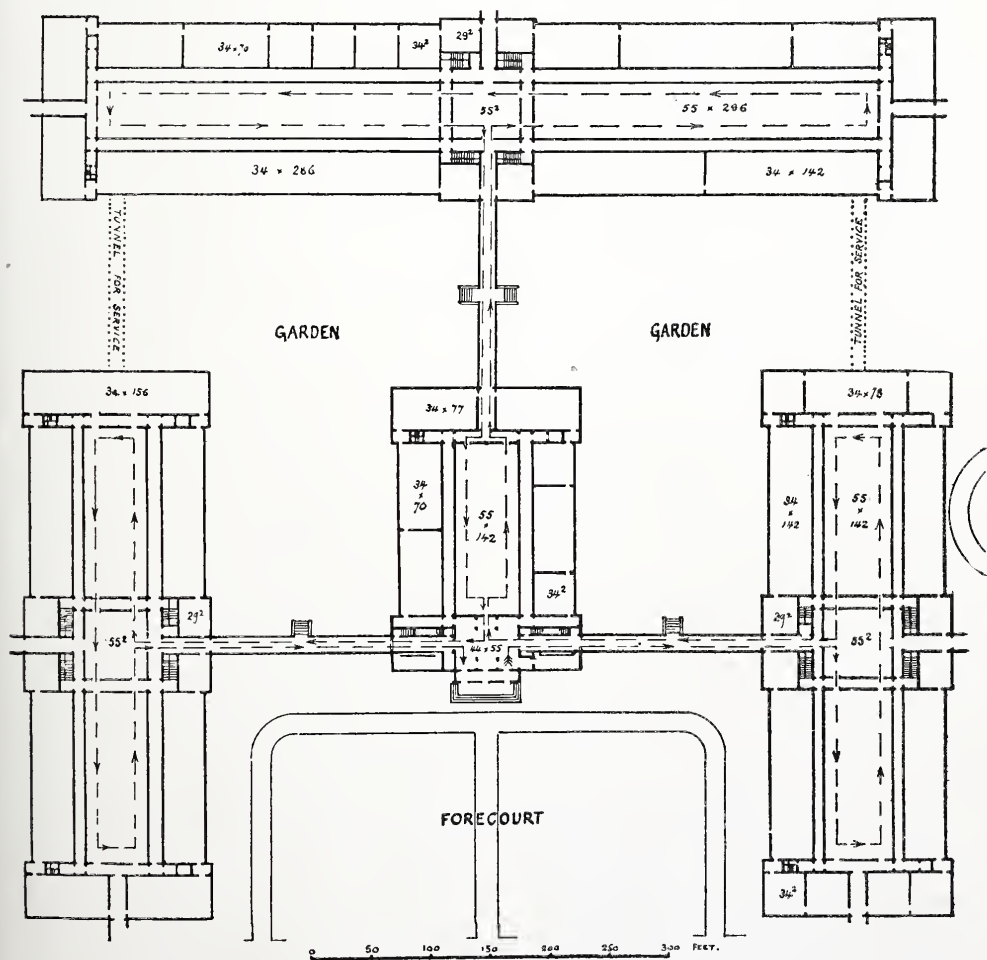 34 × 70
34²
29²
55²
55 × 286
34 × 286
34 × 142
TUNNEL FOR SERVICE
TUNNEL FOR SERVICE
GARDEN
GARDEN
34 × 156
34 × 77
34 × 78
34
×
70
55
×
142
34
×
142
55
×
142
34²
29²
55²
44 × 55
29²
55²
FORECOURT
34²
0 50 100 150 200 250 300 FEET.